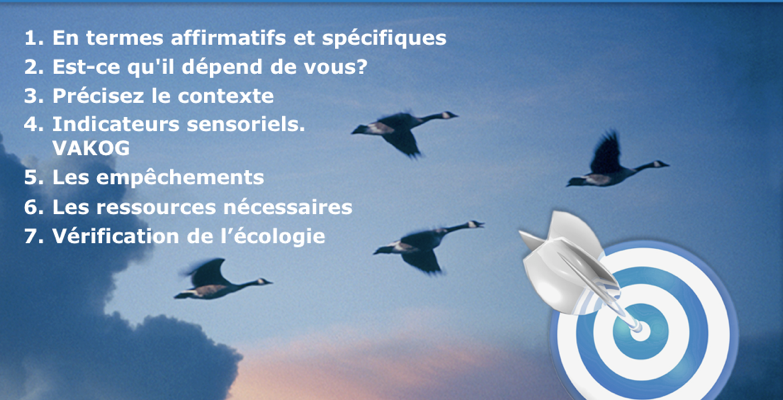 1. En termes affirmatifs et spécifiques
2. Est-ce qu'il dépend de vous?
3. Précisez le contexte
4. Indicateurs sensoriels.
VAKOG
5. Les empêchements
6. Les ressources nécessaires
7. Vérification de l’écologie